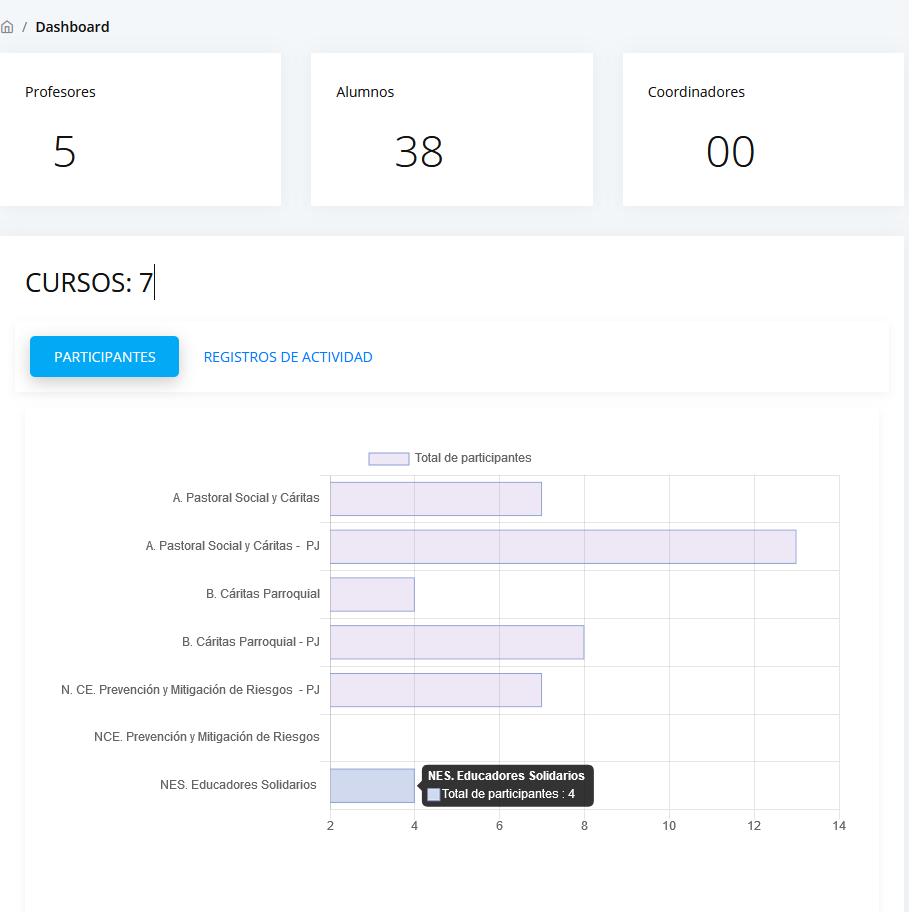 / Dashboard
Profesores
Alumnos
Coordinadores
5
38
00
CURSOS: 7
PARTICIPANTES
REGISTROS DE ACTIVIDAD
Total de participantes
A. Pastoral Social y Cáritas
A. Pastoral Social y Cáritas - PJ
B. Cáritas Parroquial
B. Cáritas Parroquial - PJ
N. CE. Prevención y Mitigación de Riesgos - PJ
NCE. Prevención y Mitigación de Riesgos
NES. Educadores Solidarios
NES. Educadores Solidarios
Total de participantes : 4
2 4 6 8 10 12 14